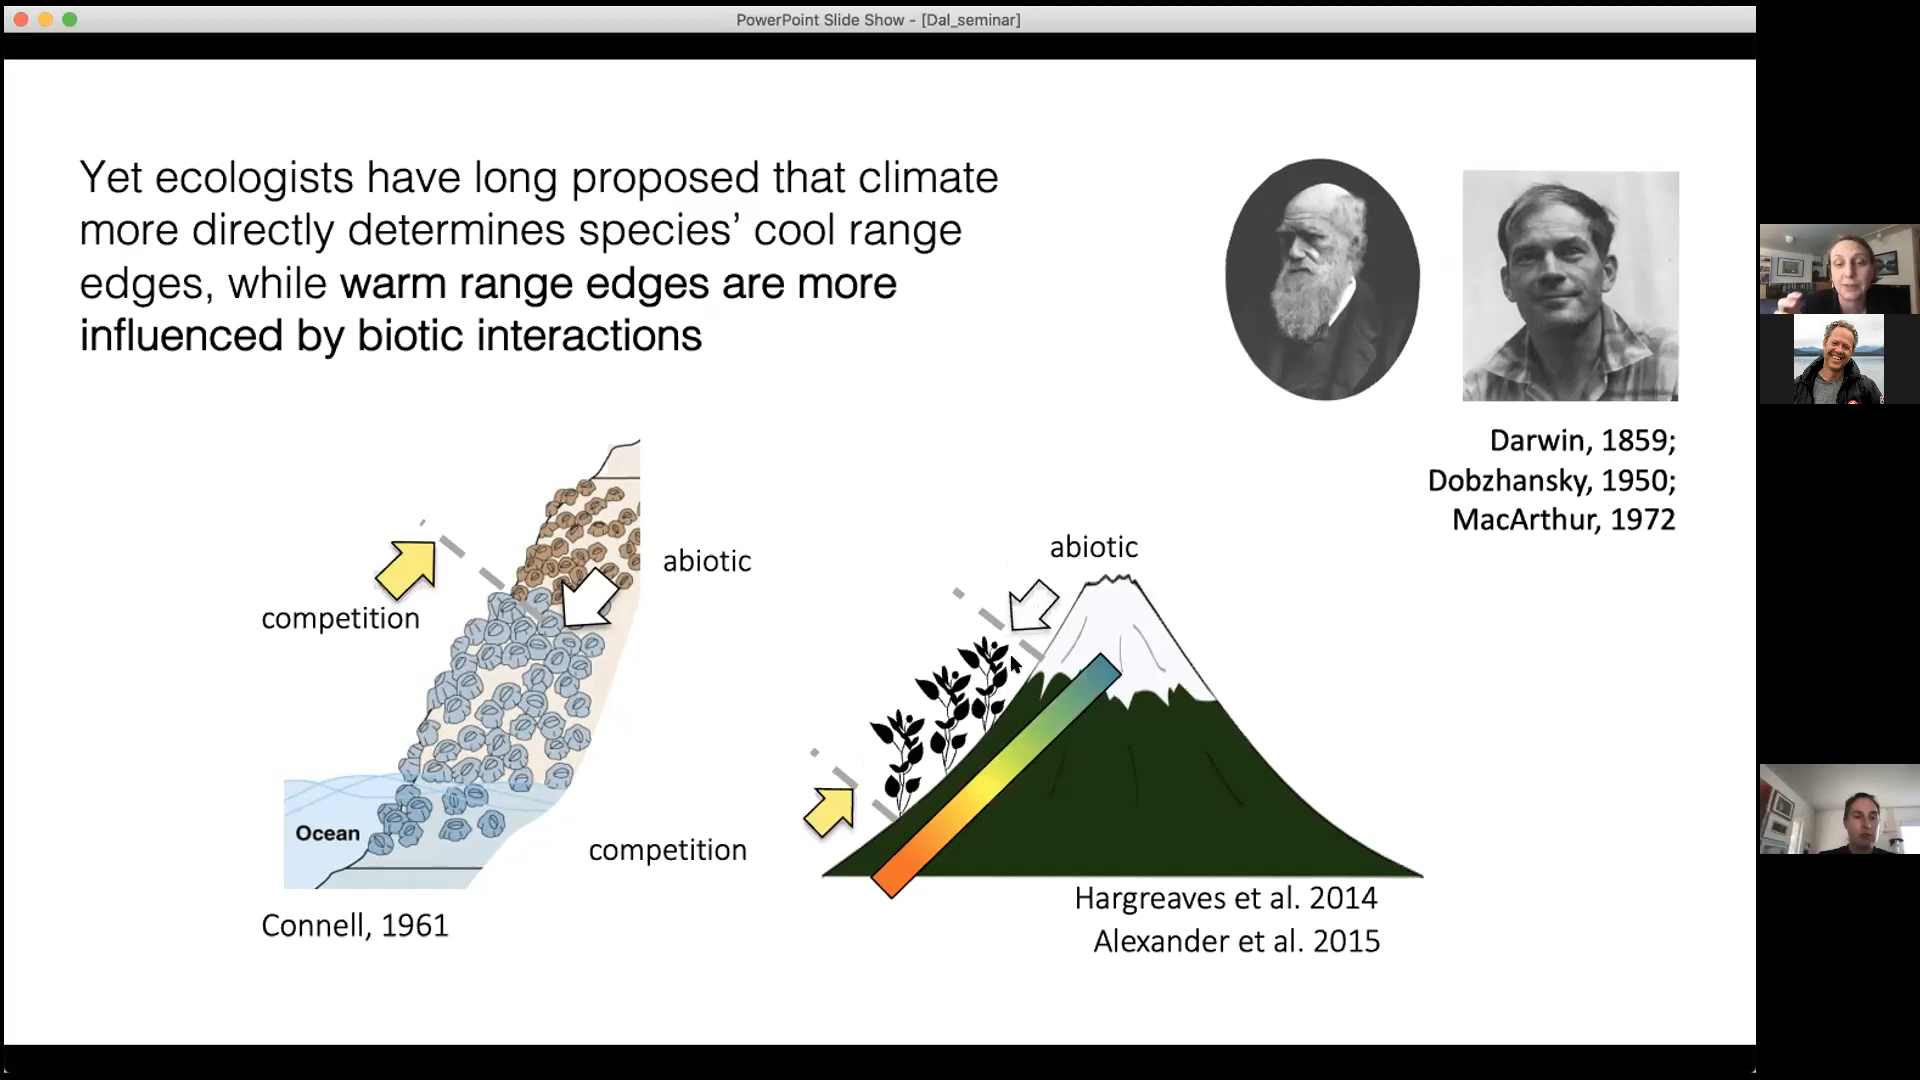 PowerPoint Slide Show - [Dal_seminar]
Yet ecologists have long proposed that climate
more directly determines species’ cool range
edges, while warm range edges are more
influenced by biotic interactions
Darwin, 1859;
Dobzhansky, 1950;
MacArthur, 1972
abiotic
competition
Ocean
Connell, 1961
abiotic
competition
Hargreaves et al. 2014
Alexander et al. 2015